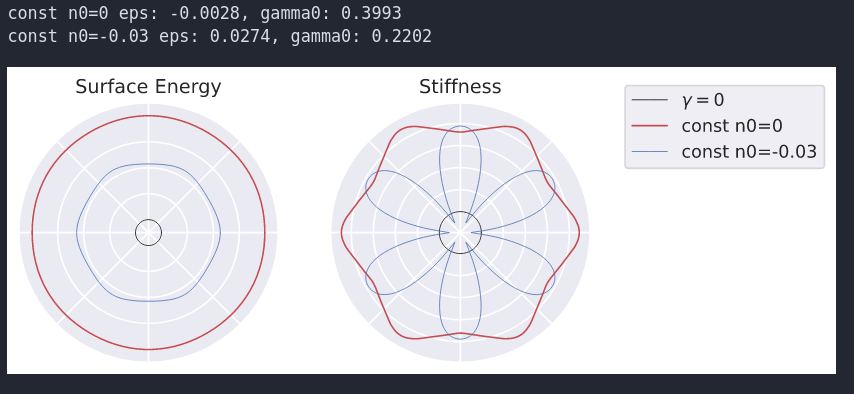 const n0=0 eps: -0.0028, gamma0: 0.3993
const n0=-0.03 eps: 0.0274, gamma0: 0.2202
Surface Energy
Stiffness
γ = 0
const n0=0
const n0=-0.03